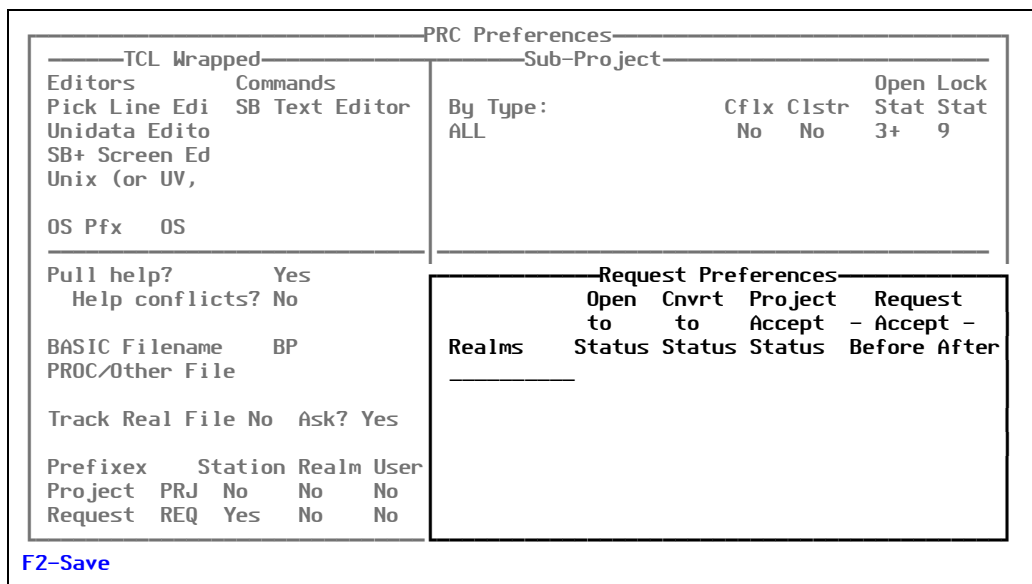 PRC Preferences
TCL Wrapped
Editors Commands
Pick Line Edi SB Text Editor
Unidata Edito
SB+ Screen Ed
Unix (or UV,
OS Pfx OS
Sub-Project
Open Lock
By Type: Cflx Clstr Stat Stat
ALL No No 3+ 9
Pull help? Yes
Help conflicts? No
BASIC Filename BP
PROC/Other File
Track Real File No Ask? Yes
Prefixex Station Realm User
Project PRJ No No No
Request REQ Yes No No
Request Preferences
Open Cnvrt Project Request
to to Accept - Accept -
Realms Status Status Status Before After
F2-Save